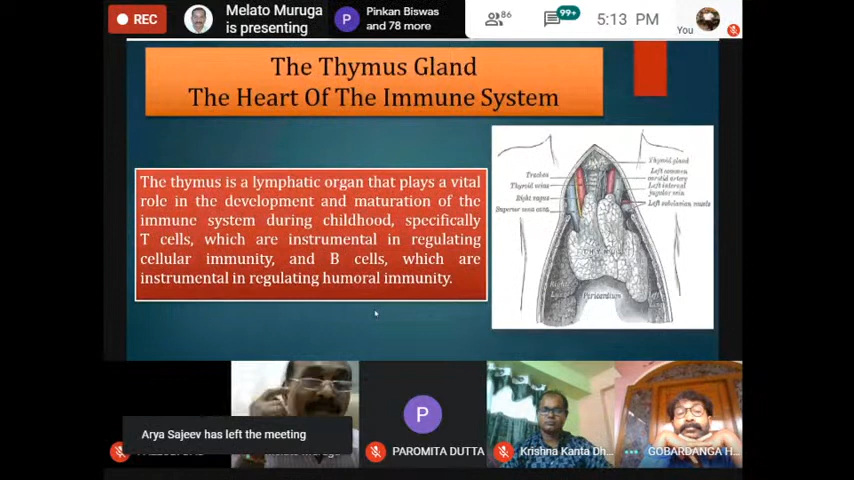 REC
Melato Muruga
is presenting
P
Pinkan Biswas
and 78 more
86
99+
5:13 PM
You
The Thymus Gland
The Heart Of The Immune System
The thymus is a lymphatic organ that plays a vital
role in the development and maturation of the
immune system during childhood, specifically
T cells, which are instrumental in regulating
cellular immunity, and B cells, which are
instrumental in regulating humoral immunity.
Trachea
Thyroid veins
Right vagus
Superior vena cava
Thyroid gland
Left common
carotid artery
Left internal
jugular vein
Left subclavian vessels
THYMUS
Right
Lung
Pericardium
Left
Arya Sajeev has left the meeting
P
PAROMITA DUTTA
Krishna Kanta Dh...
GOBARDANGA H...